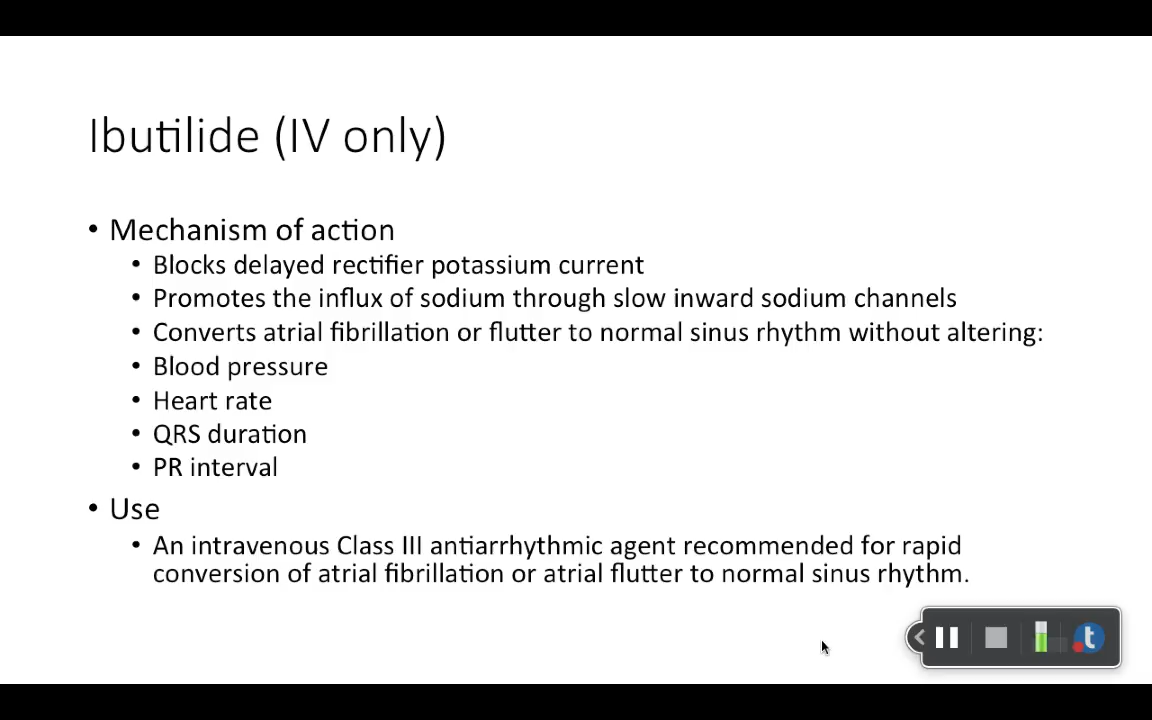 Ibutilide (IV only)
• Mechanism of action
• Blocks delayed rectifier potassium current
• Promotes the influx of sodium through slow inward sodium channels
• Converts atrial fibrillation or flutter to normal sinus rhythm without altering:
• Blood pressure
• Heart rate
• QRS duration
• PR interval
• Use
• An intravenous Class III antiarrhythmic agent recommended for rapid
conversion of atrial fibrillation or atrial flutter to normal sinus rhythm.
t